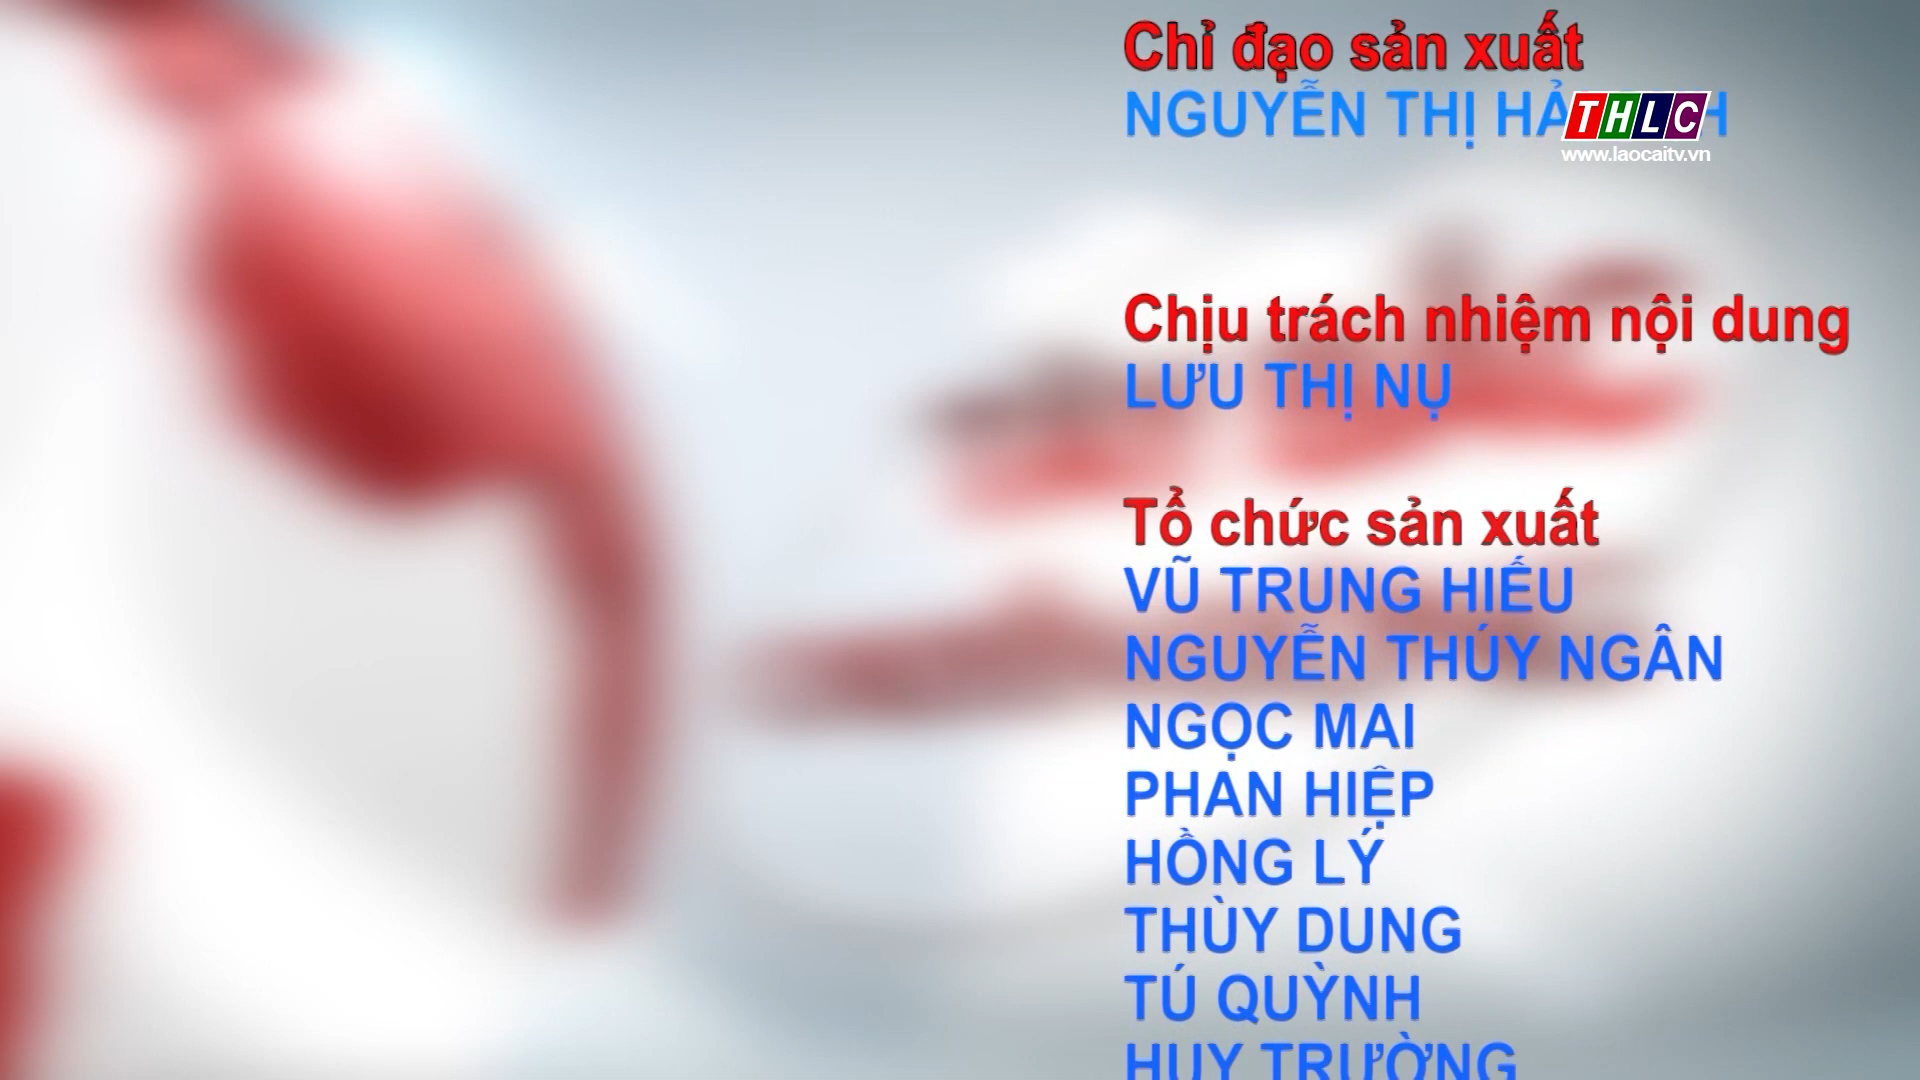 Chỉ đạo sản xuất
NGUYỄN THỊ
THLC
www.laocaitv.vn
Chịu trách nhiệm nội dung
LƯU THỊ NỤ
Tổ chức sản xuất
VŨ TRUNG HIẾU
NGUYỄN THÚY NGÂN
NGỌC MAI
PHAN HIỆP
HỒNG LÝ
THÙY DUNG
TÚ QUỲNH
HUY TRƯỜNG